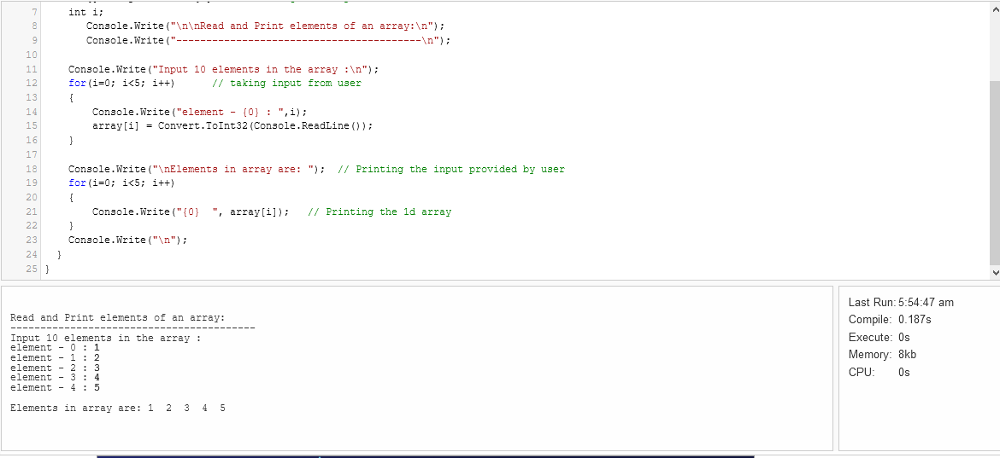 7 int i;
8 Console.Write("\n\nRead and Print elements of an array:\n");
9 Console.Write("-----------------------------------------\n");
10
11 Console.Write("Input 10 elements in the array :\n");
12 for(i=0; i<5; i++) // taking input from user
13 {
14 Console.Write("element - {0} : ",i);
15 array[i] = Convert.ToInt32(Console.ReadLine());
16 }
17
18 Console.Write("\nElements in array are: "); // Printing the input provided by user
19 for(i=0; i<5; i++)
20 {
21 Console.Write("{0}  ", array[i]); // Printing the 1d array
22 }
23 Console.Write("\n");
24 }
25 }
Read and Print elements of an array:
-----------------------------------------
Input 10 elements in the array :
element - 0 : 1
element - 1 : 2
element - 2 : 3
element - 3 : 4
element - 4 : 5
Elements in array are: 1  2  3  4  5
Last Run: 5:54:47 am
Compile: 0.187s
Execute: 0s
Memory: 8kb
CPU: 0s